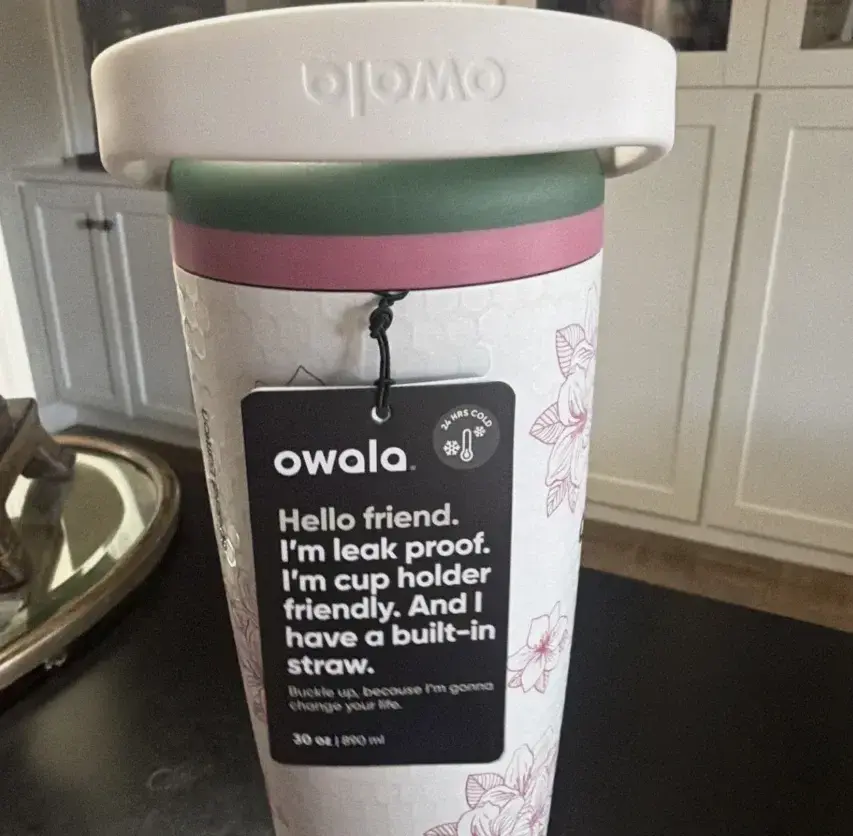 owala
24 HRS COLD
owala
Hello friend.
I'm leak proof.
I'm cup holder
friendly. And I
have a built-in
straw.
Buckle up, because I'm gonna
change your life.
30 oz | 890 ml